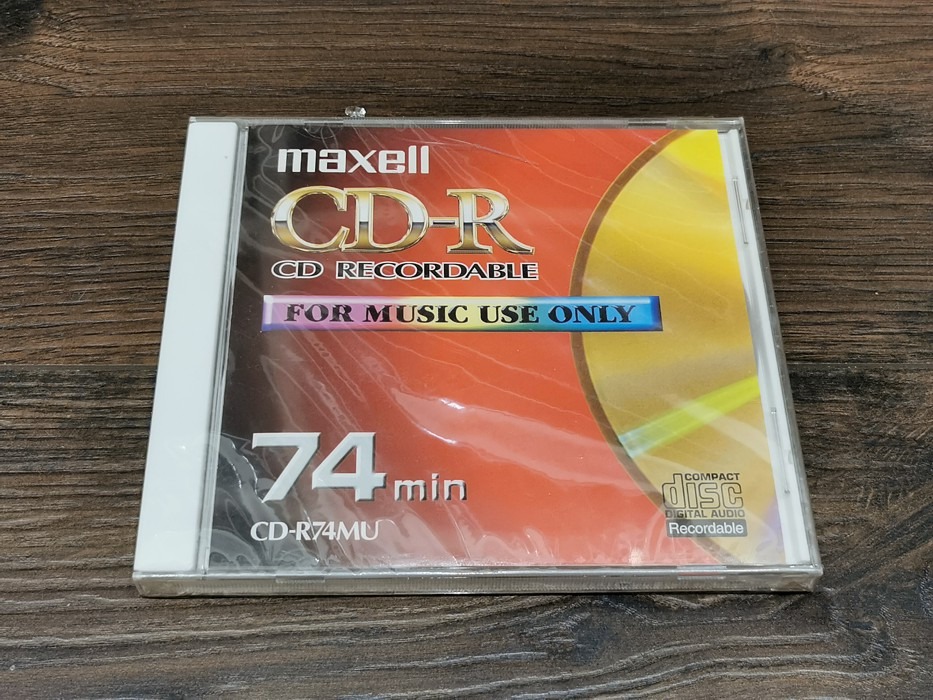 maxell
CD-R
CD RECORDABLE
FOR MUSIC USE ONLY
74 min
CD-R74MU
COMPACT
disc
DIGITAL AUDIO
Recordable